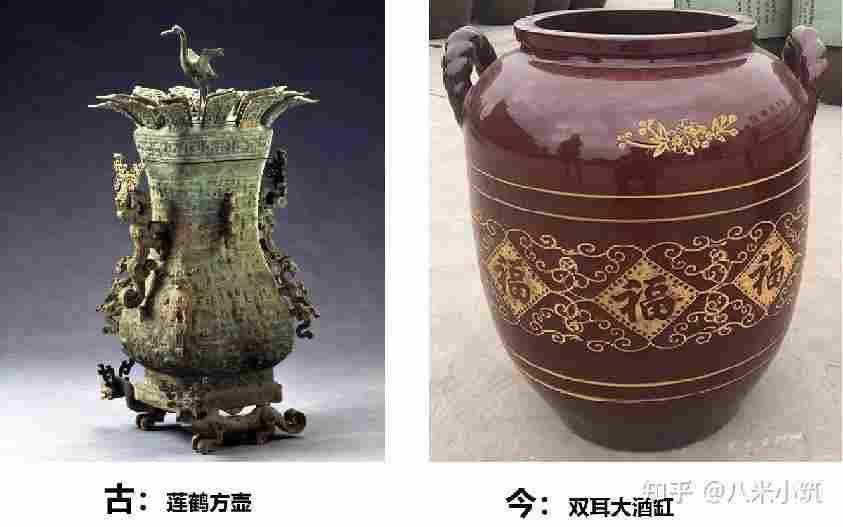 福
福
福
古：莲鹤方壶
今：双耳大酒缸
知乎 @八米小筑